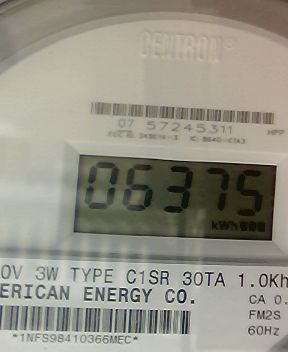 CENTRON®
07 57245311
HPP
06375
kWh
0V 3W TYPE C1SR 30TA 1.0Kh
ERICAN ENERGY CO.
CA 0.
FM2S
60Hz
*1NFS98410366MEC*